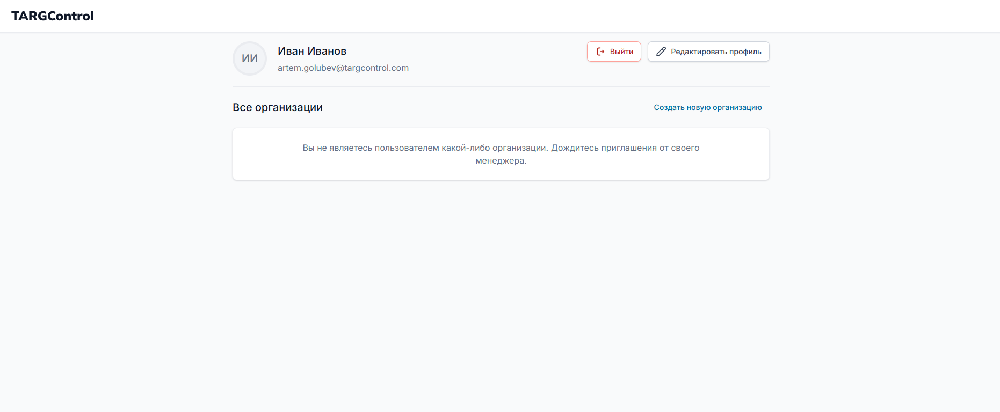 TARGControl
ИИ
Иван Иванов
artem.golubev@targcontrol.com
Выйти
Редактировать профиль
Все организации
Создать новую организацию
Вы не являетесь пользователем какой-либо организации. Дождитесь приглашения от своего
менеджера.